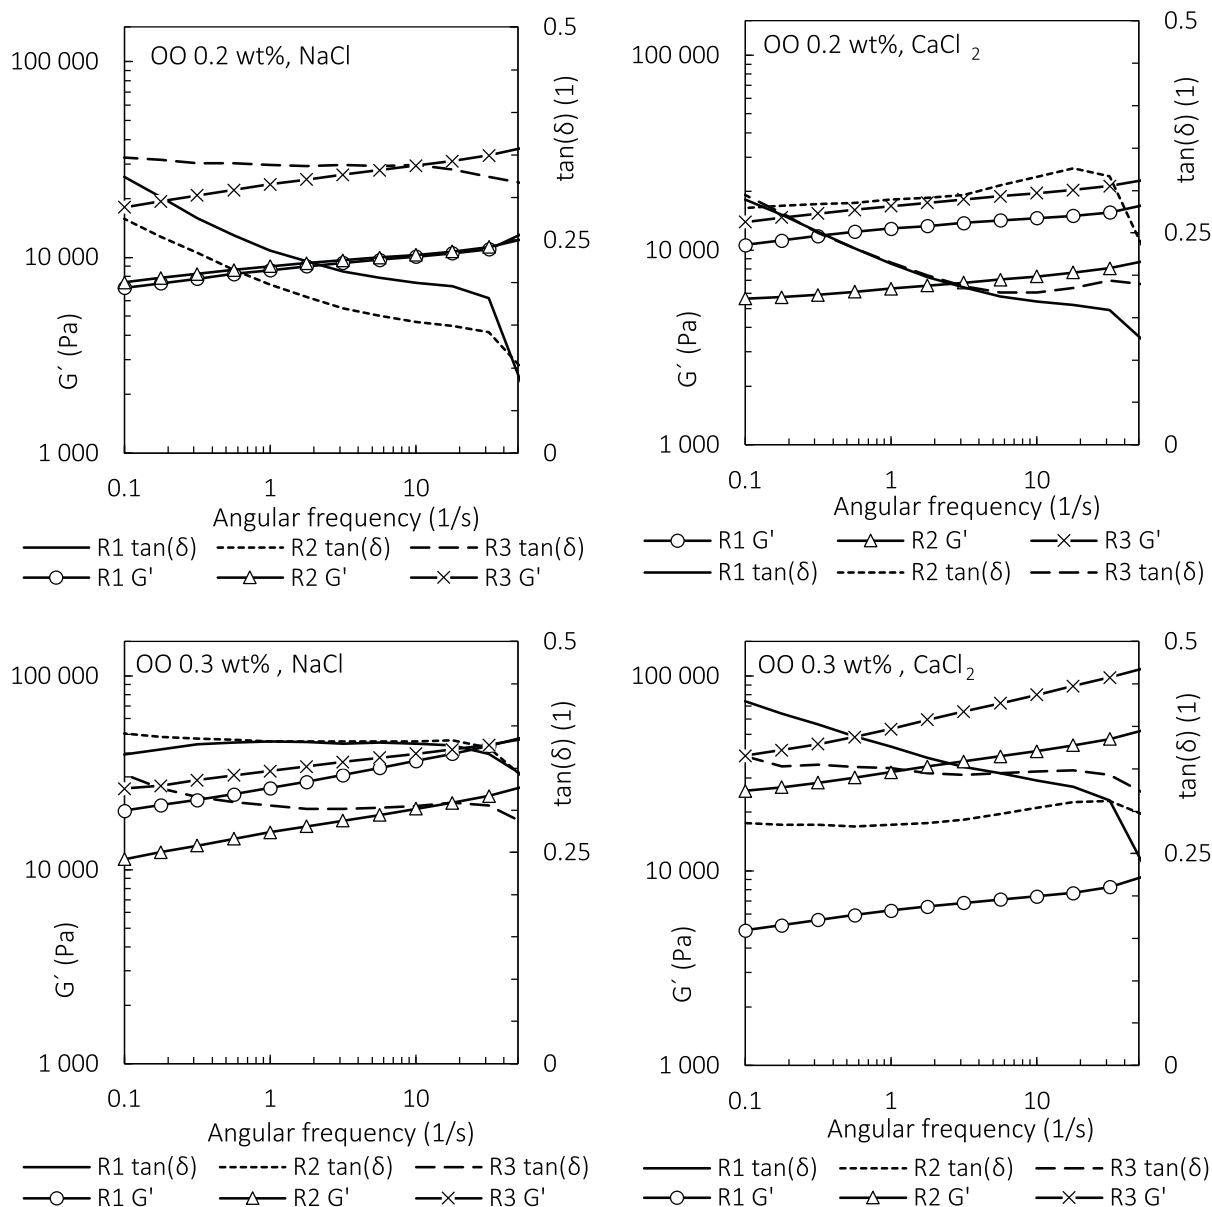 OO 0.2 wt%, NaCl
100 000
10 000
1 000
G´ (Pa)
0.5
0.25
0
tan(δ) (1)
0.1 1 10
Angular frequency (1/s)
R1 tan(δ) R2 tan(δ) R3 tan(δ)
R1 G' R2 G' R3 G'
OO 0.2 wt%, CaCl 2
100 000
10 000
1 000
G´ (Pa)
0.5
0.25
0
tan(δ) (1)
0.1 1 10
Angular frequency (1/s)
R1 G' R2 G' R3 G'
R1 tan(δ) R2 tan(δ) R3 tan(δ)
OO 0.3 wt% , NaCl
100 000
10 000
1 000
G´ (Pa)
0.5
0.25
0
tan(δ) (1)
0.1 1 10
Angular frequency (1/s)
R1 tan(δ) R2 tan(δ) R3 tan(δ)
R1 G' R2 G' R3 G'
OO 0.3 wt% , CaCl 2
100 000
10 000
1 000
G´ (Pa)
0.5
0.25
0
tan(δ) (1)
0.1 1 10
Angular frequency (1/s)
R1 tan(δ) R2 tan(δ) R3 tan(δ)
R1 G' R2 G' R3 G'